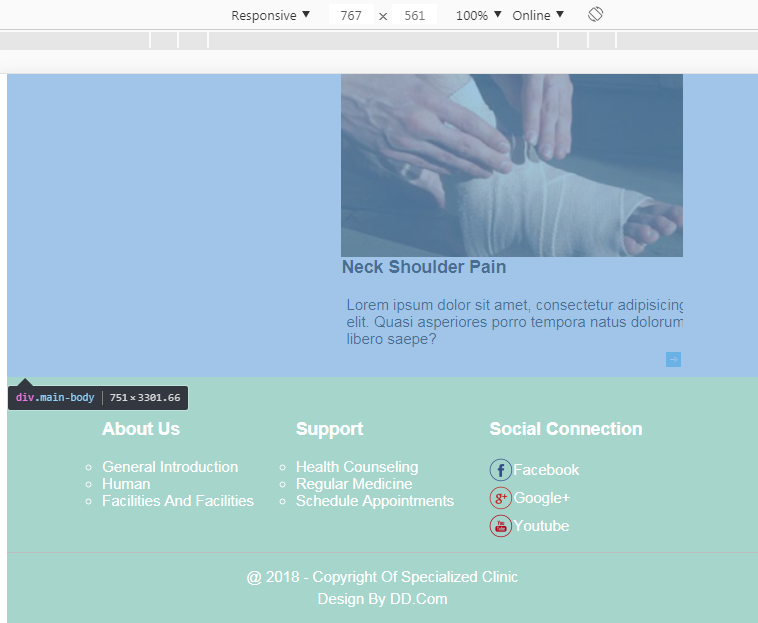 Responsive ▼ 767 × 561 100% ▼ Online ▼
Neck Shoulder Pain
Lorem ipsum dolor sit amet, consectetur adipisicing
elit. Quasi asperiores porro tempora natus dolorum
libero saepe?
div.main-body | 751 × 3301.66
About Us
General Introduction
Human
Facilities And Facilities
Support
Health Counseling
Regular Medicine
Schedule Appointments
Social Connection
f Facebook
g+ Google+
You Tube Youtube
@ 2018 - Copyright Of Specialized Clinic
Design By DD.Com